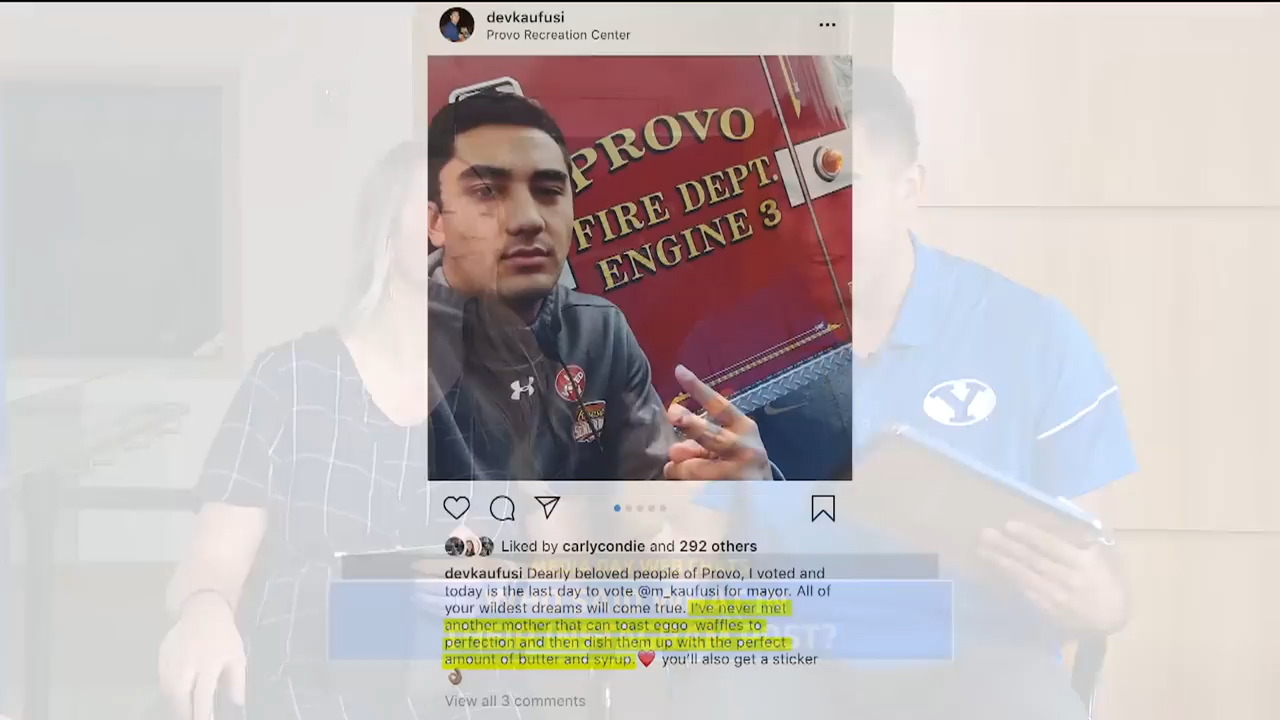 devkaufusi
Provo Recreation Center
PROVO
FIRE DEPT.
ENGINE 3
Y
Liked by carlycondie and 292 others
devkaufusi Dearly beloved people of Provo, I voted and
today is the last day to vote @m_kaufusi for mayor. All of
your wildest dreams will come true. I've never met
another mother that can toast eggo waffles to
perfection and then dish them up with the perfect
amount of butter and syrup.❤️ you'll also get a sticker
👌🏾
View all 3 comments